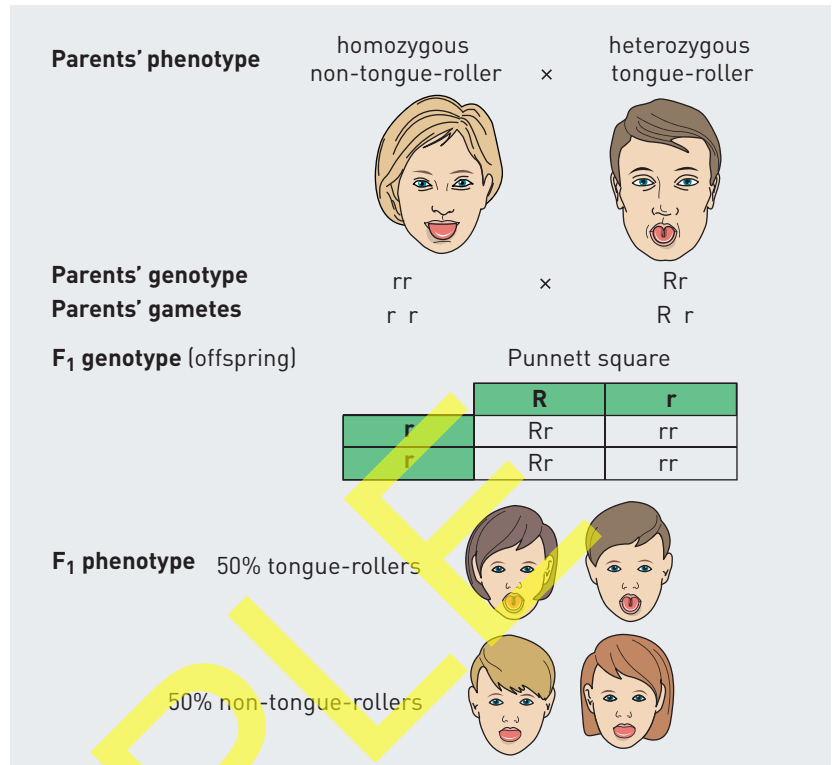 Parents' phenotype
homozygous
non-tongue-roller
×
heterozygous
tongue-roller
Parents' genotype rr × Rr
Parents' gametes r r R r
F₁ genotype (offspring) Punnett square
R r
r Rr rr
r Rr rr
F₁ phenotype 50% tongue-rollers
50% non-tongue-rollers
PLE